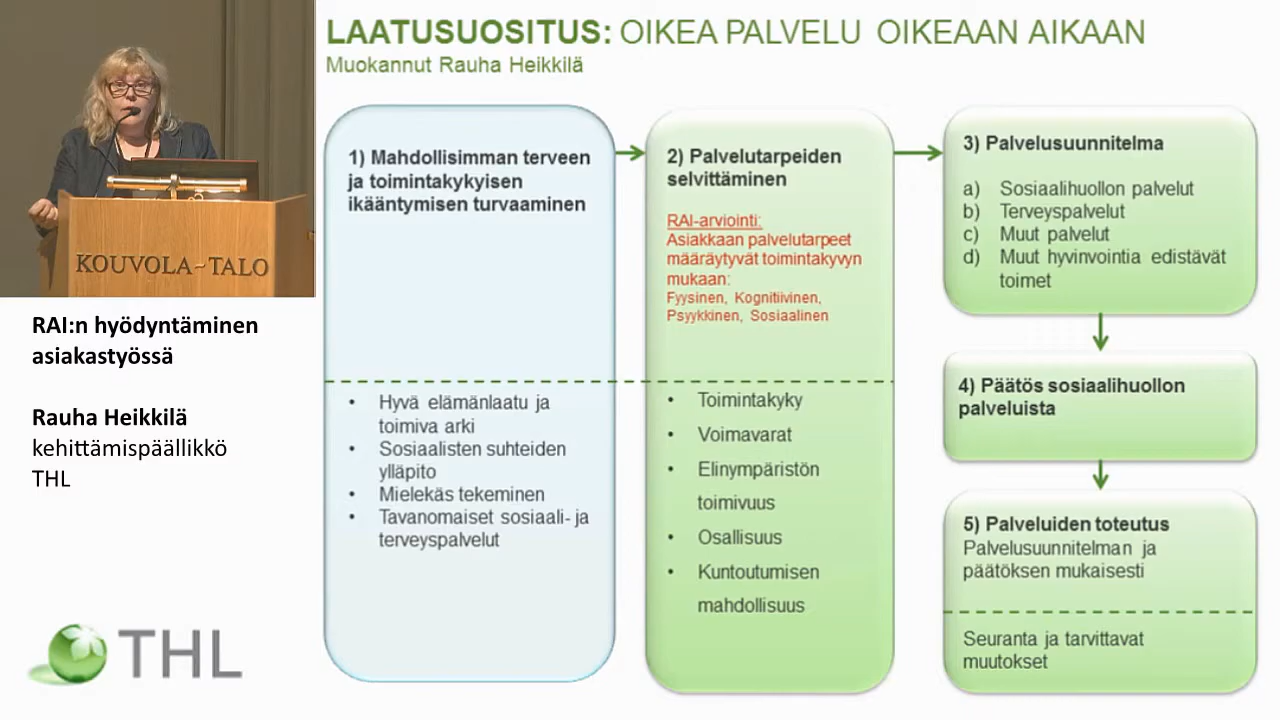 LAATUSUOSITUS: OIKEA PALVELU OIKEAAN AIKAAN
Muokannut Rauha Heikkilä
KOUVOLA-TALO
RAI:n hyödyntäminen
asiakastyössä
Rauha Heikkilä
kehittämispäällikkö
THL
THL
1) Mahdollisimman terveen
ja toimintakykyisen
ikääntymisen turvaaminen
• Hyvä elämänlaatu ja
toimiva arki
• Sosiaalisten suhteiden
ylläpito
• Mielekäs tekeminen
• Tavanomaiset sosiaali- ja
terveyspalvelut
2) Palvelutarpeiden
selvittäminen
RAI-arviointi:
Asiakkaan palvelutarpeet
määräytyvät toimintakyvyn
mukaan:
Fyysinen, Kognitiivinen,
Psyykkinen, Sosiaalinen
• Toimintakyky
• Voimavarat
• Elinympäristön
toimivuus
• Osallisuus
• Kuntoutumisen
mahdollisuus
3) Palvelusuunnitelma
a) Sosiaalihuollon palvelut
b) Terveyspalvelut
c) Muut palvelut
d) Muut hyvinvointia edistävät
toimet
4) Päätös sosiaalihuollon
palveluista
5) Palveluiden toteutus
Palvelusuunnitelman ja
päätöksen mukaisesti
Seuranta ja tarvittavat
muutokset